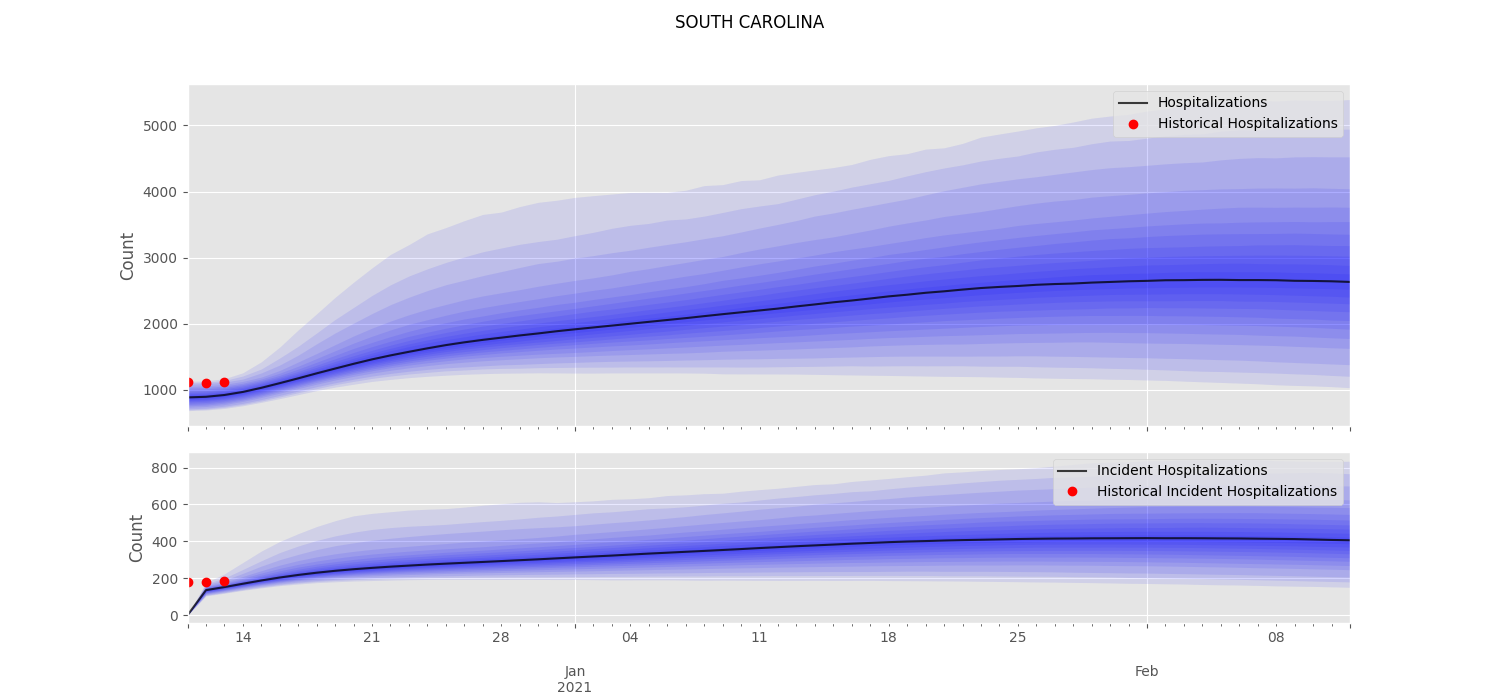 SOUTH CAROLINA
Hospitalizations
Historical Hospitalizations
5000
4000
3000
2000
1000
Count
Incident Hospitalizations
Historical Incident Hospitalizations
800
600
400
200
0
Count
14 21 28 04 11 18 25 08
Jan Feb
2021